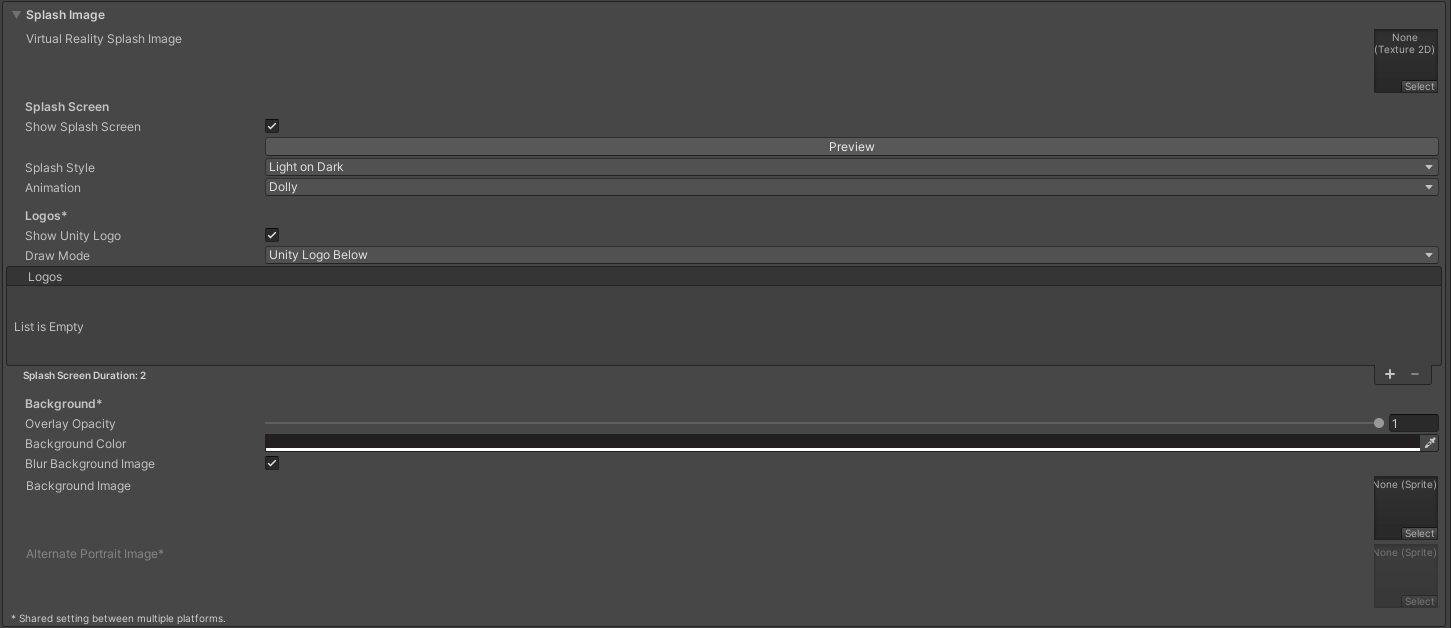 Splash Image
Virtual Reality Splash Image
None
(Texture 2D)
Select
Splash Screen
Show Splash Screen
Preview
Splash Style Light on Dark
Animation Dolly
Logos*
Show Unity Logo
Draw Mode Unity Logo Below
Logos
List is Empty
Splash Screen Duration: 2
Background*
Overlay Opacity 1
Background Color
Blur Background Image
Background Image None (Sprite)
Select
Alternate Portrait Image* None (Sprite)
Select
* Shared setting between multiple platforms.